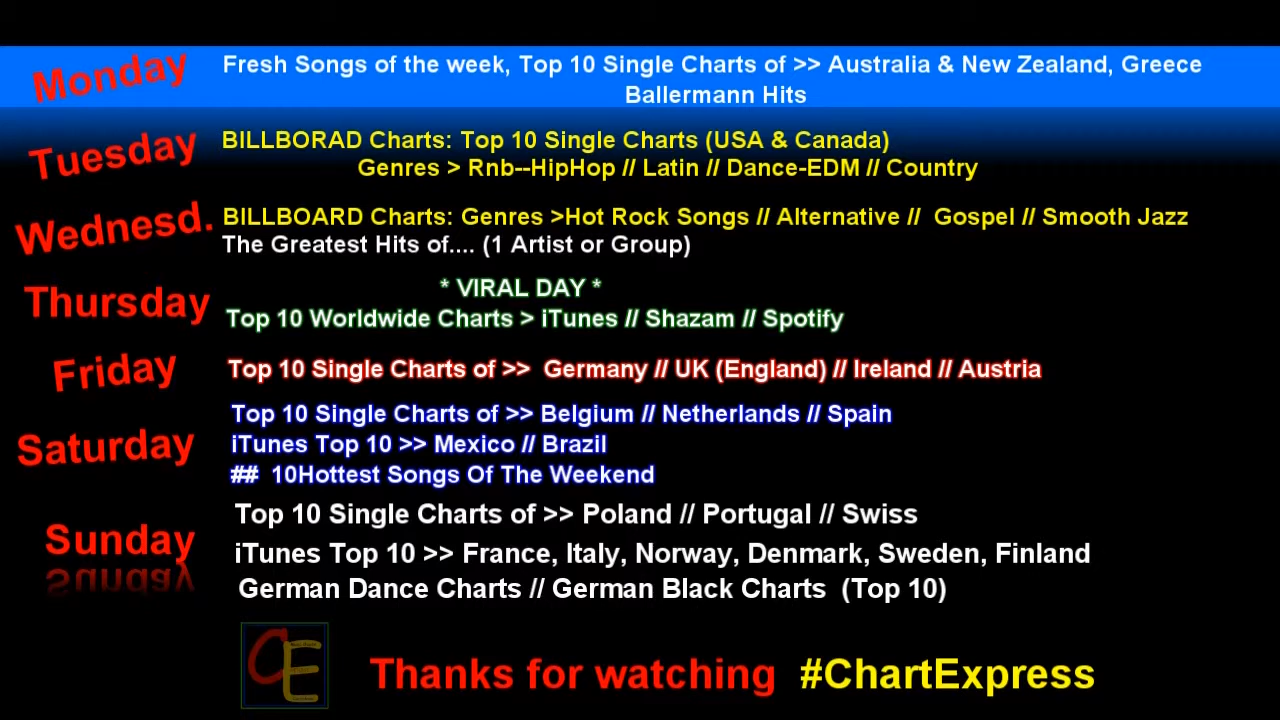 Monday
Fresh Songs of the week, Top 10 Single Charts of >> Australia & New Zealand, Greece
Ballermann Hits
Tuesday
BILLBORAD Charts: Top 10 Single Charts (USA & Canada)
Genres > Rnb--HipHop // Latin // Dance-EDM // Country
Wednesd.
BILLBOARD Charts: Genres >Hot Rock Songs // Alternative // Gospel // Smooth Jazz
The Greatest Hits of.... (1 Artist or Group)
Thursday
* VIRAL DAY *
Top 10 Worldwide Charts > iTunes // Shazam // Spotify
Friday
Top 10 Single Charts of >> Germany // UK (England) // Ireland // Austria
Saturday
Top 10 Single Charts of >> Belgium // Netherlands // Spain
iTunes Top 10 >> Mexico // Brazil
## 10Hottest Songs Of The Weekend
Sunday
Top 10 Single Charts of >> Poland // Portugal // Swiss
iTunes Top 10 >> France, Italy, Norway, Denmark, Sweden, Finland
German Dance Charts // German Black Charts (Top 10)
CE
Thanks for watching #ChartExpress